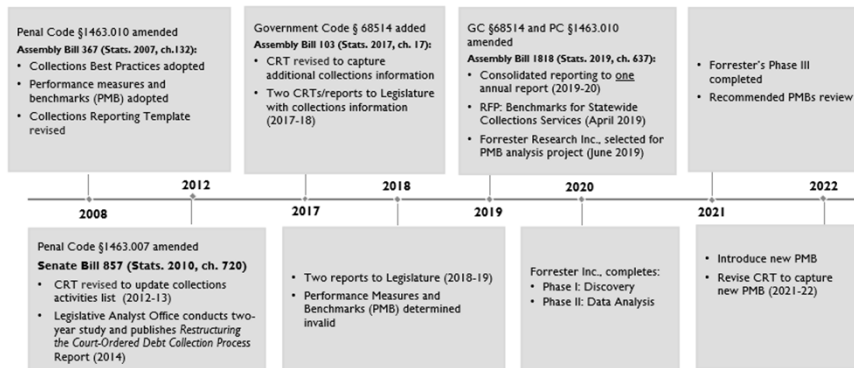 Penal Code §1463.010 amended
Assembly Bill 367 (Stats. 2007, ch.132):
• Collections Best Practices adopted
• Performance measures and
benchmarks (PMB) adopted
• Collections Reporting Template
revised
Government Code § 68514 added
Assembly Bill 103 (Stats. 2017, ch. 17):
• CRT revised to capture
additional collections information
• Two CRTs/reports to Legislature
with collections information
(2017-18)
GC §68514 and PC §1463.010
amended
Assembly Bill 1818 (Stats. 2019, ch. 637):
• Consolidated reporting to one
annual report (2019-20)
• RFP: Benchmarks for Statewide
Collections Services (April 2019)
• Forrester Research Inc., selected for
PMB analysis project (June 2019)
• Forrester's Phase III
completed
• Recommended PMBs review
2008
2012
2017
2018
2019
2020
2021
2022
Penal Code §1463.007 amended
Senate Bill 857 (Stats. 2010, ch. 720)
• CRT revised to update collections
activities list (2012-13)
• Legislative Analyst Office conducts two-
year study and publishes Restructuring
the Court-Ordered Debt Collection Process
Report (2014)
• Two reports to Legislature (2018-19)
• Performance Measures and
Benchmarks (PMB) determined
invalid
Forrester Inc., completes:
• Phase I: Discovery
• Phase II: Data Analysis
• Introduce new PMB
• Revise CRT to capture
new PMB (2021-22)